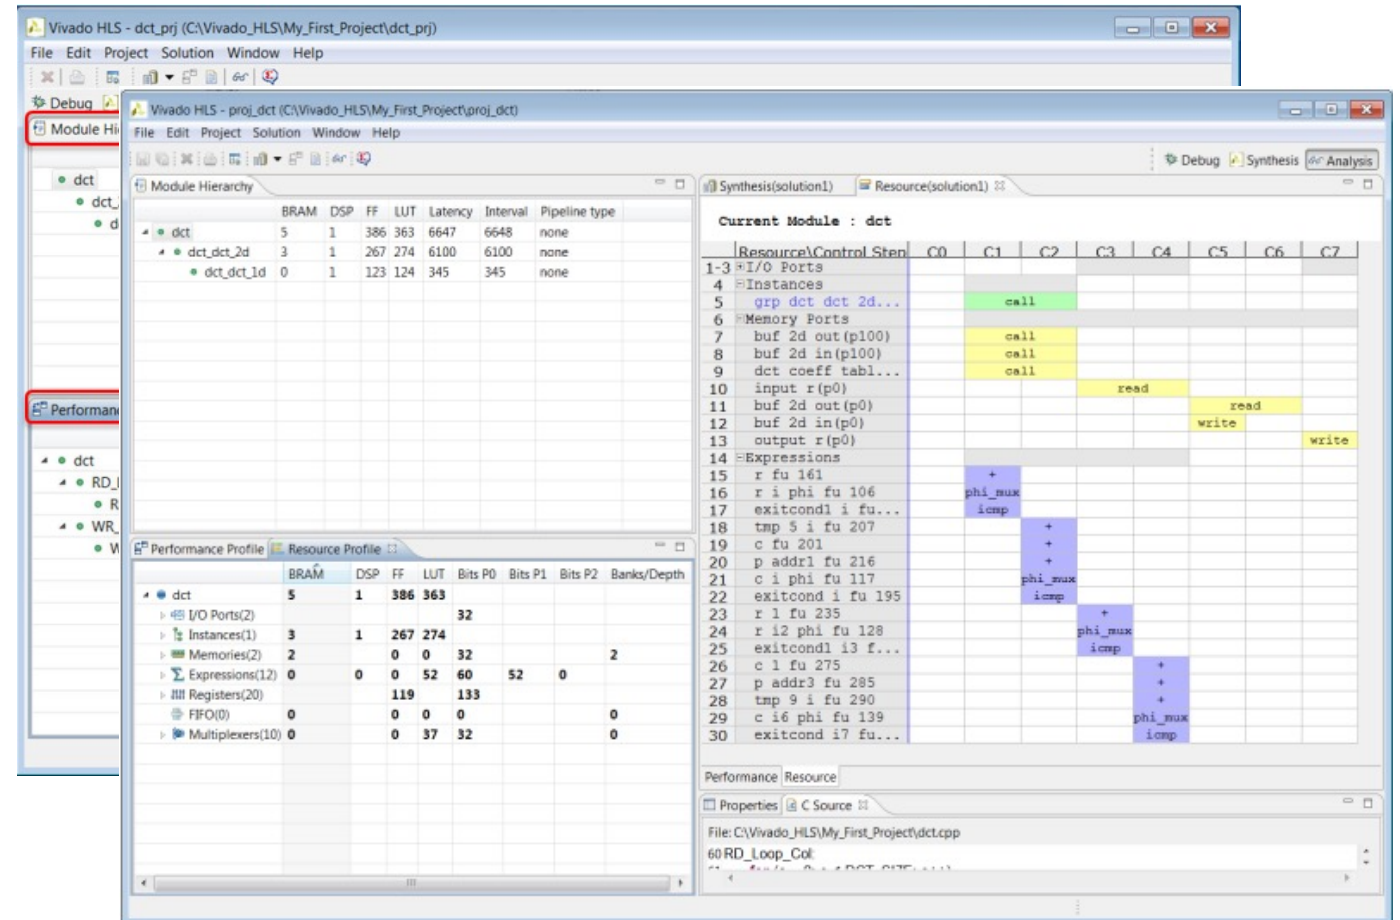 Vivado HLS - dct_prj (C:\Vivado_HLS\My_First_Project\dct_prj)
File Edit Project Solution Window Help
Debug
Module Hi
dct
dct_
d
Performan
dct
RD_
R
WR_
W
Vivado HLS - proj_dct (C:\Vivado_HLS\My_First_Project\proj_dct)
File Edit Project Solution Window Help
Debug Synthesis Analysis
Module Hierarchy
BRAM DSP FF LUT Latency Interval Pipeline type
dct 5 1 386 363 6647 6648 none
dct_dct_2d 3 1 267 274 6100 6100 none
dct_dct_1d 0 1 123 124 345 345 none
Performance Profile Resource Profile
BRAM DSP FF LUT Bits P0 Bits P1 Bits P2 Banks/Depth
dct 5 1 386 363
I/O Ports(2) 32
Instances(1) 3 1 267 274
Memories(2) 2 0 0 32 2
Expressions(12) 0 0 0 52 60 52 0
Registers(20) 119 133
FIFO(0) 0 0 0 0 0
Multiplexers(10) 0 0 37 32 0
Synthesis(solution1) Resource(solution1)
Current Module : dct
Resource\Control Step C0 C1 C2 C3 C4 C5 C6 C7
1-3 I/O Ports
4 Instances
5 grp dct dct 2d... call
6 Memory Ports
7 buf 2d out(p100) call
8 buf 2d in(p100) call
9 dct coeff tabl... call
10 input r(p0) read
11 buf 2d out(p0) read
12 buf 2d in(p0) write
13 output r(p0) write
14 Expressions
15 r fu 161 +
16 r i phi fu 106 phi_mux
17 exitcond1 i fu... icmp
18 tmp 5 i fu 207 +
19 c fu 201 +
20 p addr1 fu 216 +
21 c i phi fu 117 phi_mux
22 exitcond i fu 195 icmp
23 r 1 fu 235 +
24 r i2 phi fu 128 phi_mux
25 exitcond1 i3 f... icmp
26 c 1 fu 275 +
27 p addr3 fu 285 +
28 tmp 9 i fu 290 +
29 c i6 phi fu 139 phi_mux
30 exitcond i7 fu... icmp
Performance Resource
Properties C Source
File: C:\Vivado_HLS\My_First_Project\dct.cpp
60 RD_Loop_Col: